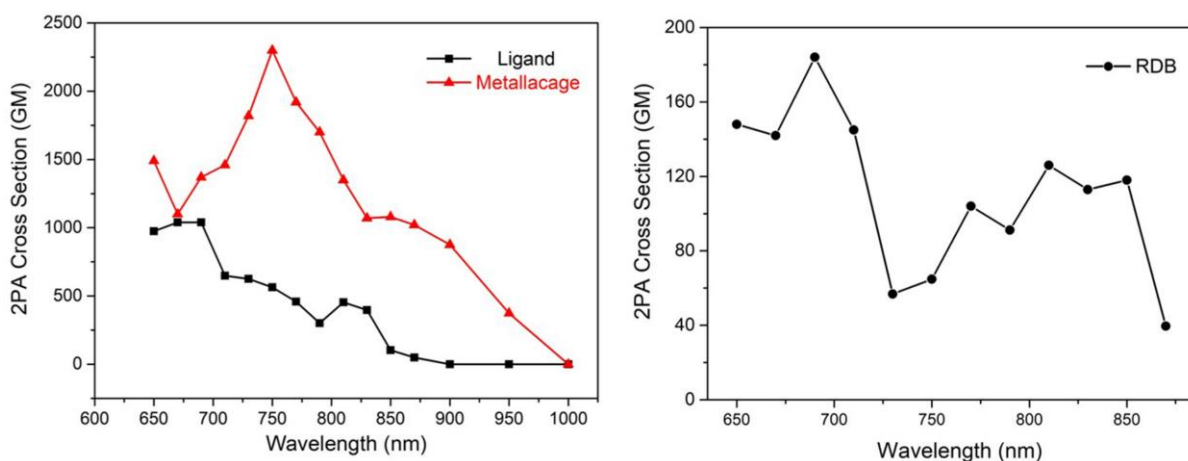 2500
2000
1500
1000
500
0
2PA Cross Section (GM)
Ligand
Metallacage
600 650 700 750 800 850 900 950 1000
Wavelength (nm)
200
160
120
80
40
0
2PA Cross Section (GM)
RDB
650 700 750 800 850
Wavelength (nm)